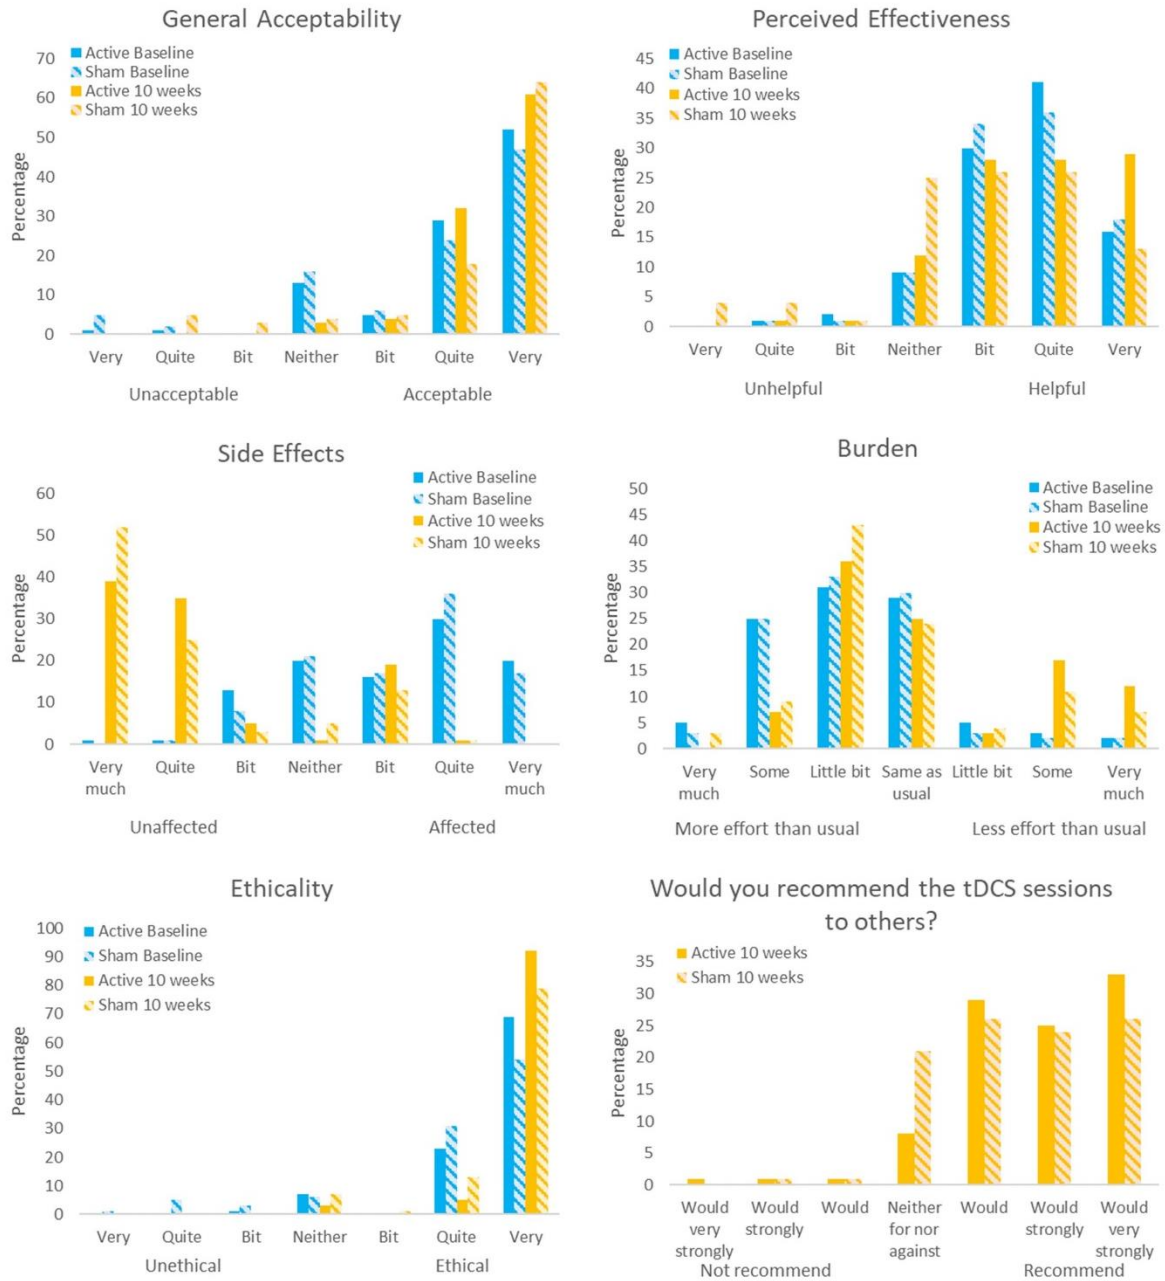 General Acceptability
Active Baseline
Sham Baseline
Active 10 weeks
Sham 10 weeks
Percentage
70
60
50
40
30
20
10
0
Very Quite Bit Neither Bit Quite Very
Unacceptable Acceptable
Perceived Effectiveness
Active Baseline
Sham Baseline
Active 10 weeks
Sham 10 weeks
Percentage
45
40
35
30
25
20
15
10
5
0
Very Quite Bit Neither Bit Quite Very
Unhelpful Helpful
Side Effects
Active Baseline
Sham Baseline
Active 10 weeks
Sham 10 weeks
Percentage
60
50
40
30
20
10
0
Very Quite Bit Neither Bit Quite Very
much much
Unaffected Affected
Burden
Active Baseline
Sham Baseline
Active 10 weeks
Sham 10 weeks
Percentage
50
45
40
35
30
25
20
15
10
5
0
Very Some Little bit Same as Little bit Some Very
much usual much
More effort than usual Less effort than usual
Ethicality
Active Baseline
Sham Baseline
Active 10 weeks
Sham 10 weeks
Percentage
100
90
80
70
60
50
40
30
20
10
0
Very Quite Bit Neither Bit Quite Very
Unethical Ethical
Would you recommend the tDCS sessions
to others?
Active 10 weeks
Sham 10 weeks
Percentage
35
30
25
20
15
10
5
0
Would Would Would Neither Would Would Would
very strongly for nor strongly very
strongly against strongly
Not recommend Recommend